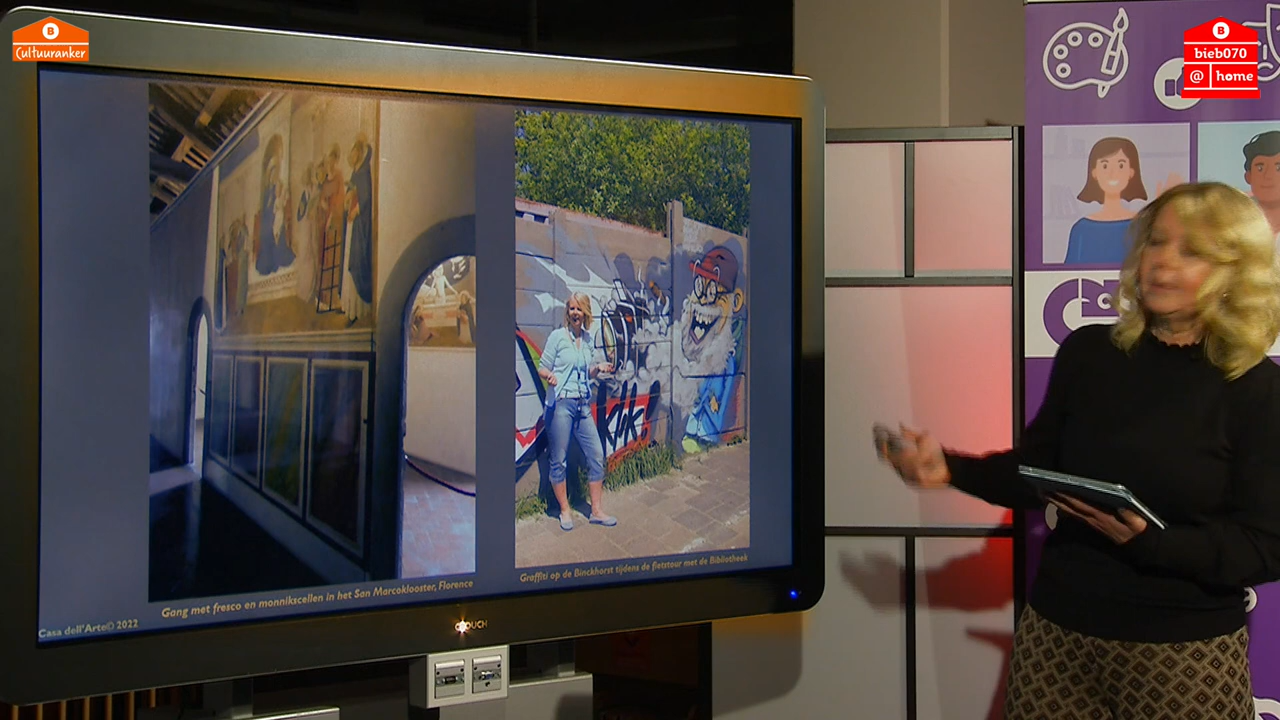 B
Cultuuranker
B
bieb070
@ home
kijk!
Gang met fresco en monnikscellen in het San Marcoklooster, Florence
Graffiti op de Binckhorst tijdens de fietstour met de Bibliotheek
Casa dell'Arte© 2022